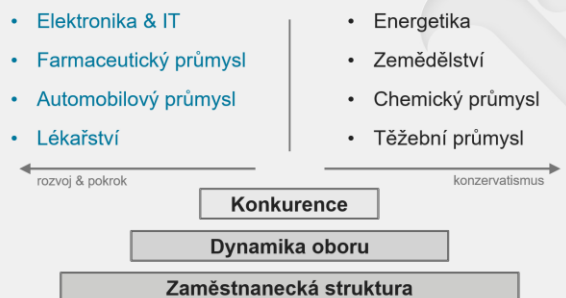 • Elektronika & IT
• Farmaceutický průmysl
• Automobilový průmysl
• Lékařství
• Energetika
• Zemědělství
• Chemický průmysl
• Těžební průmysl
rozvoj & pokrok
konzervatismus
Konkurence
Dynamika oboru
Zaměstnanecká struktura